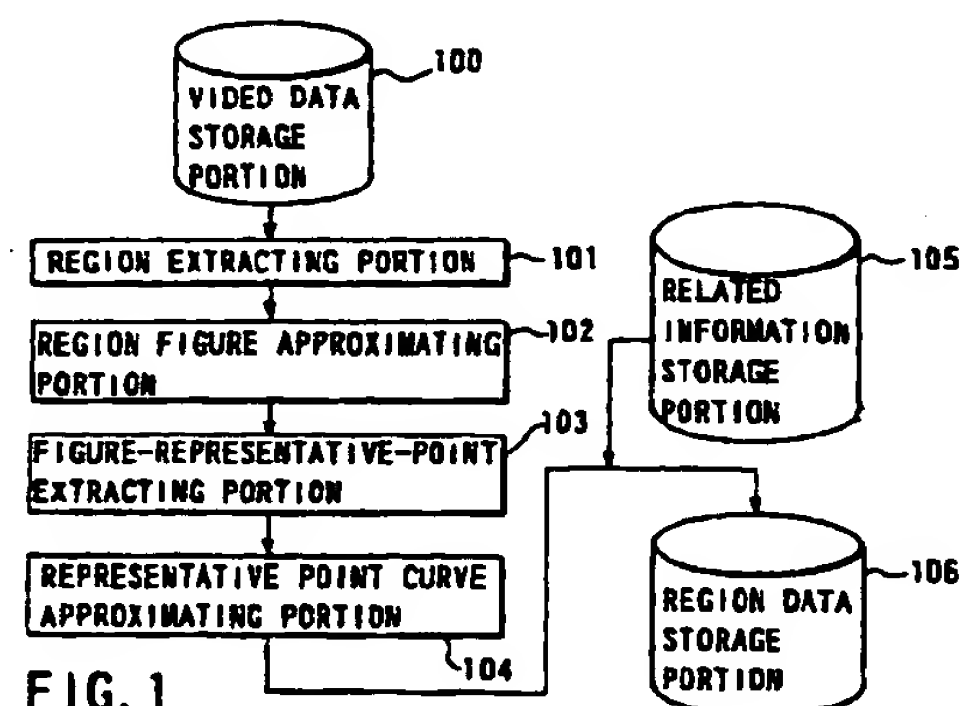 100
VIDED DATA
STORAGE
PORTION
REGION EXTRACTING PORTION
101
REGION FIGURE APPROXIMATING
PORTION
102
FIGURE-REPRESENTATIVE-POINT
EXTRACTING PORTION
103
REPRESENTATIVE POINT CURVE
APPROXIMATING PORTION
104
RELATED
INFORMATION
STORAGE
PORTION
105
REGION DATA
STORAGE
PORTION
106
FIG. 1